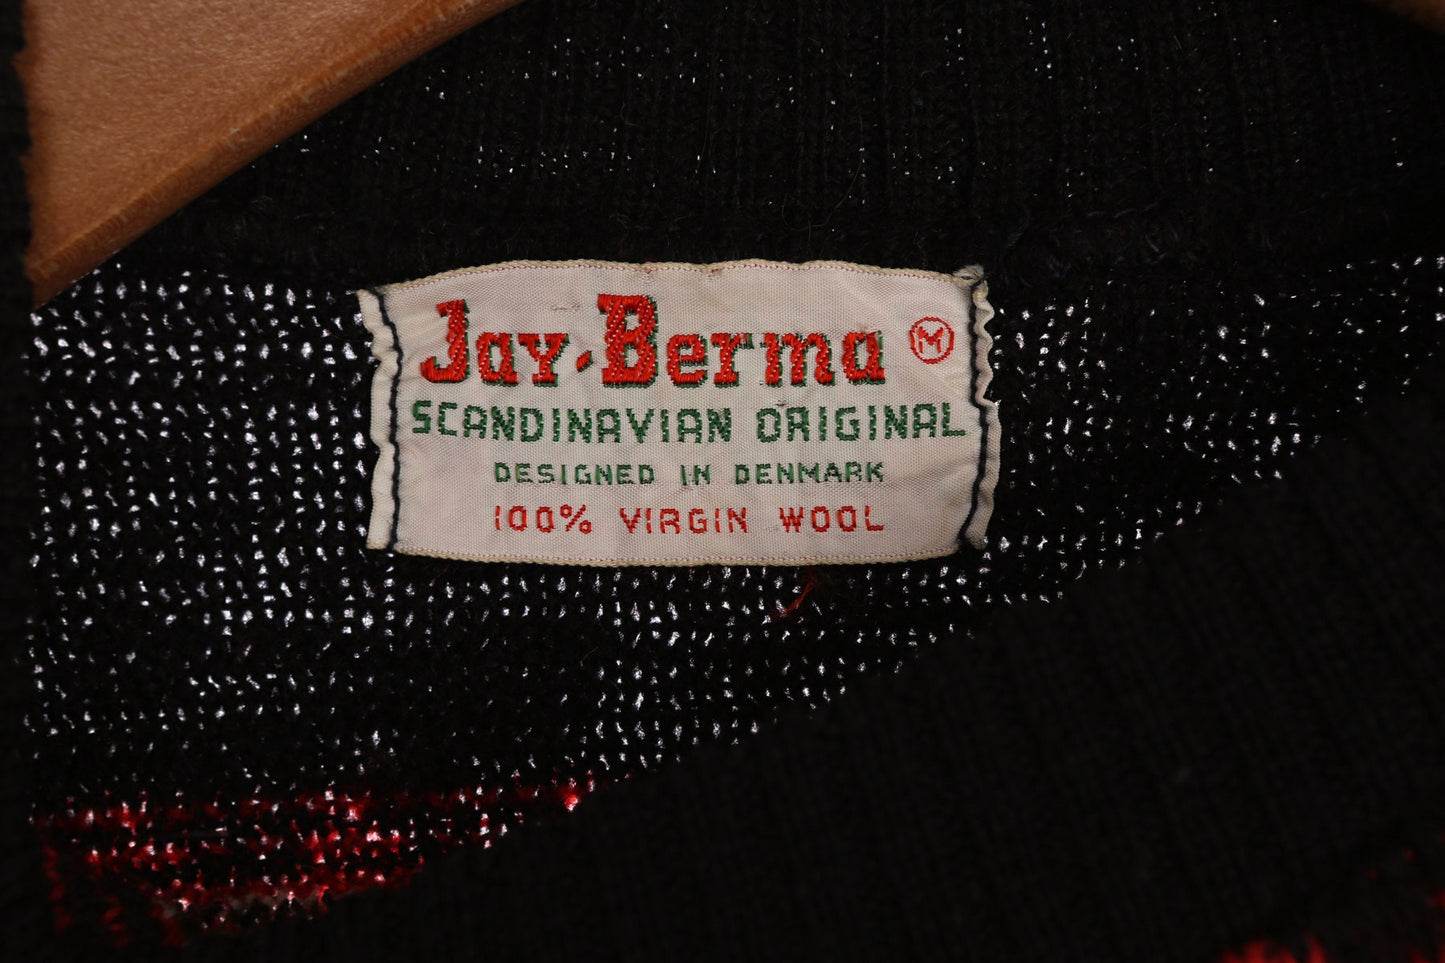 Jay-Berma Ⓜ
SCANDINAVIAN ORIGINAL
DESIGNED IN DENMARK
100% VIRGIN WOOL